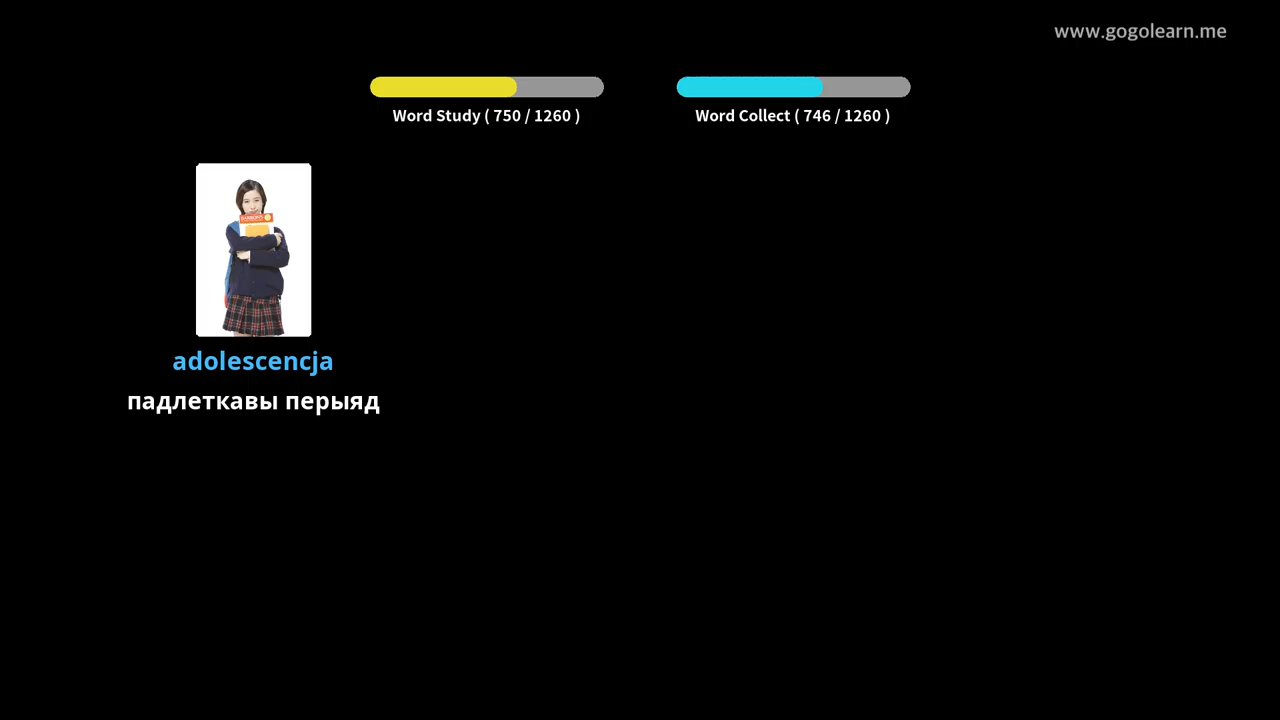 www.gogolearn.me
Word Study ( 750 / 1260 )
Word Collect ( 746 / 1260 )
adolescencja
падлеткавы перыяд